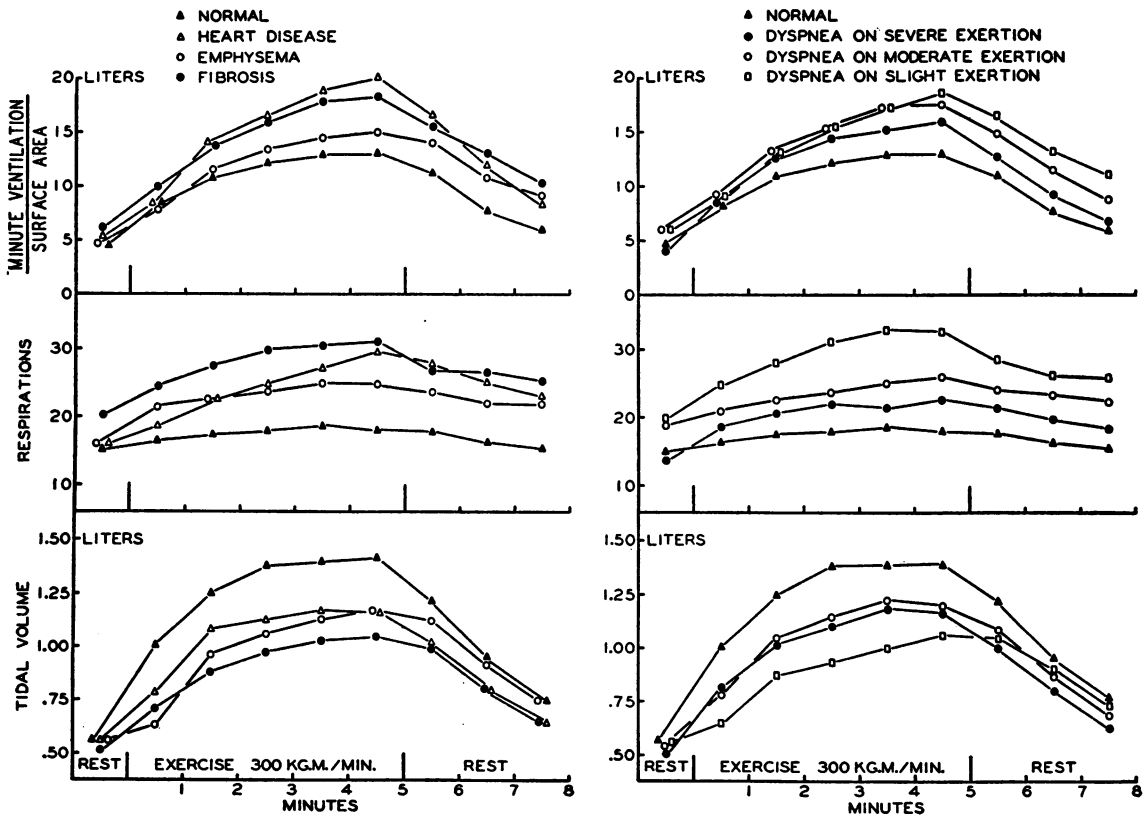 NORMAL
HEART DISEASE
EMPHYSEMA
FIBROSIS
20 LITERS
15
10
5
0
MINUTE VENTILATION
SURFACE AREA
30
20
10
RESPIRATIONS
1.50 LITERS
1.25
1.00
.75
.50
TIDAL VOLUME
REST EXERCISE 300 KG.M./MIN. REST
1 2 3 4 5 6 7 8
MINUTES
NORMAL
DYSPNEA ON SEVERE EXERTION
DYSPNEA ON MODERATE EXERTION
DYSPNEA ON SLIGHT EXERTION
20 LITERS
15
10
5
0
30
20
10
1.50 LITERS
1.25
1.00
.75
.50
REST EXERCISE 300 KG.M./MIN. REST
1 2 3 4 5 6 7 8
MINUTES